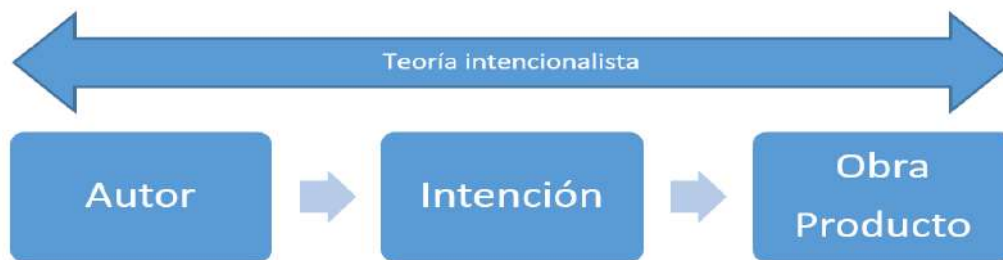 Teoría intencionalista
Autor
Intención
Obra
Producto